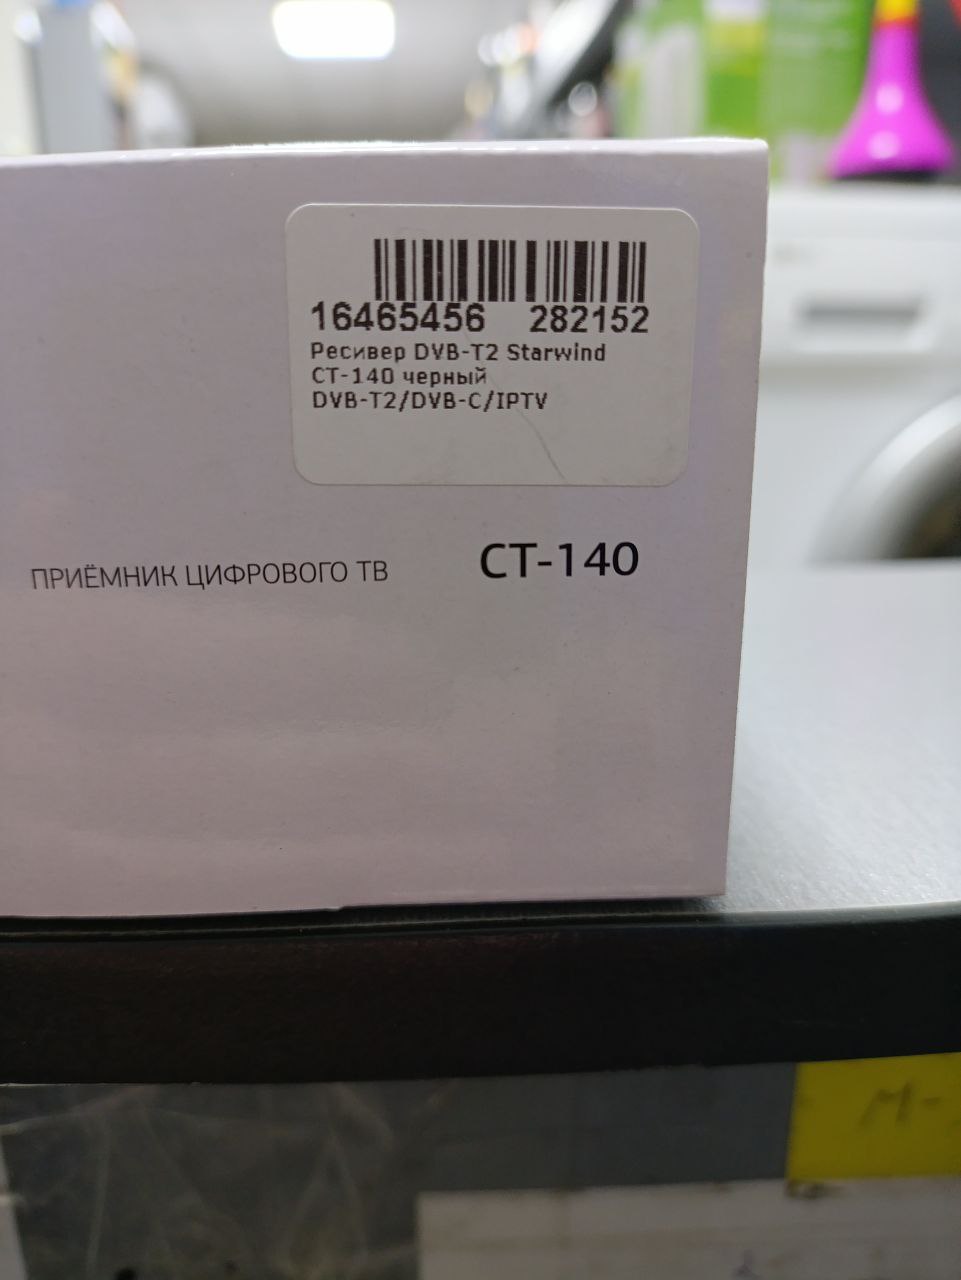 16465456 282152
Ресивер DVB-T2 Starwind
CT-140 черный
DVB-T2/DVB-C/IPTV
ПРИЁМНИК ЦИФРОВОГО ТВ CT-140
M-